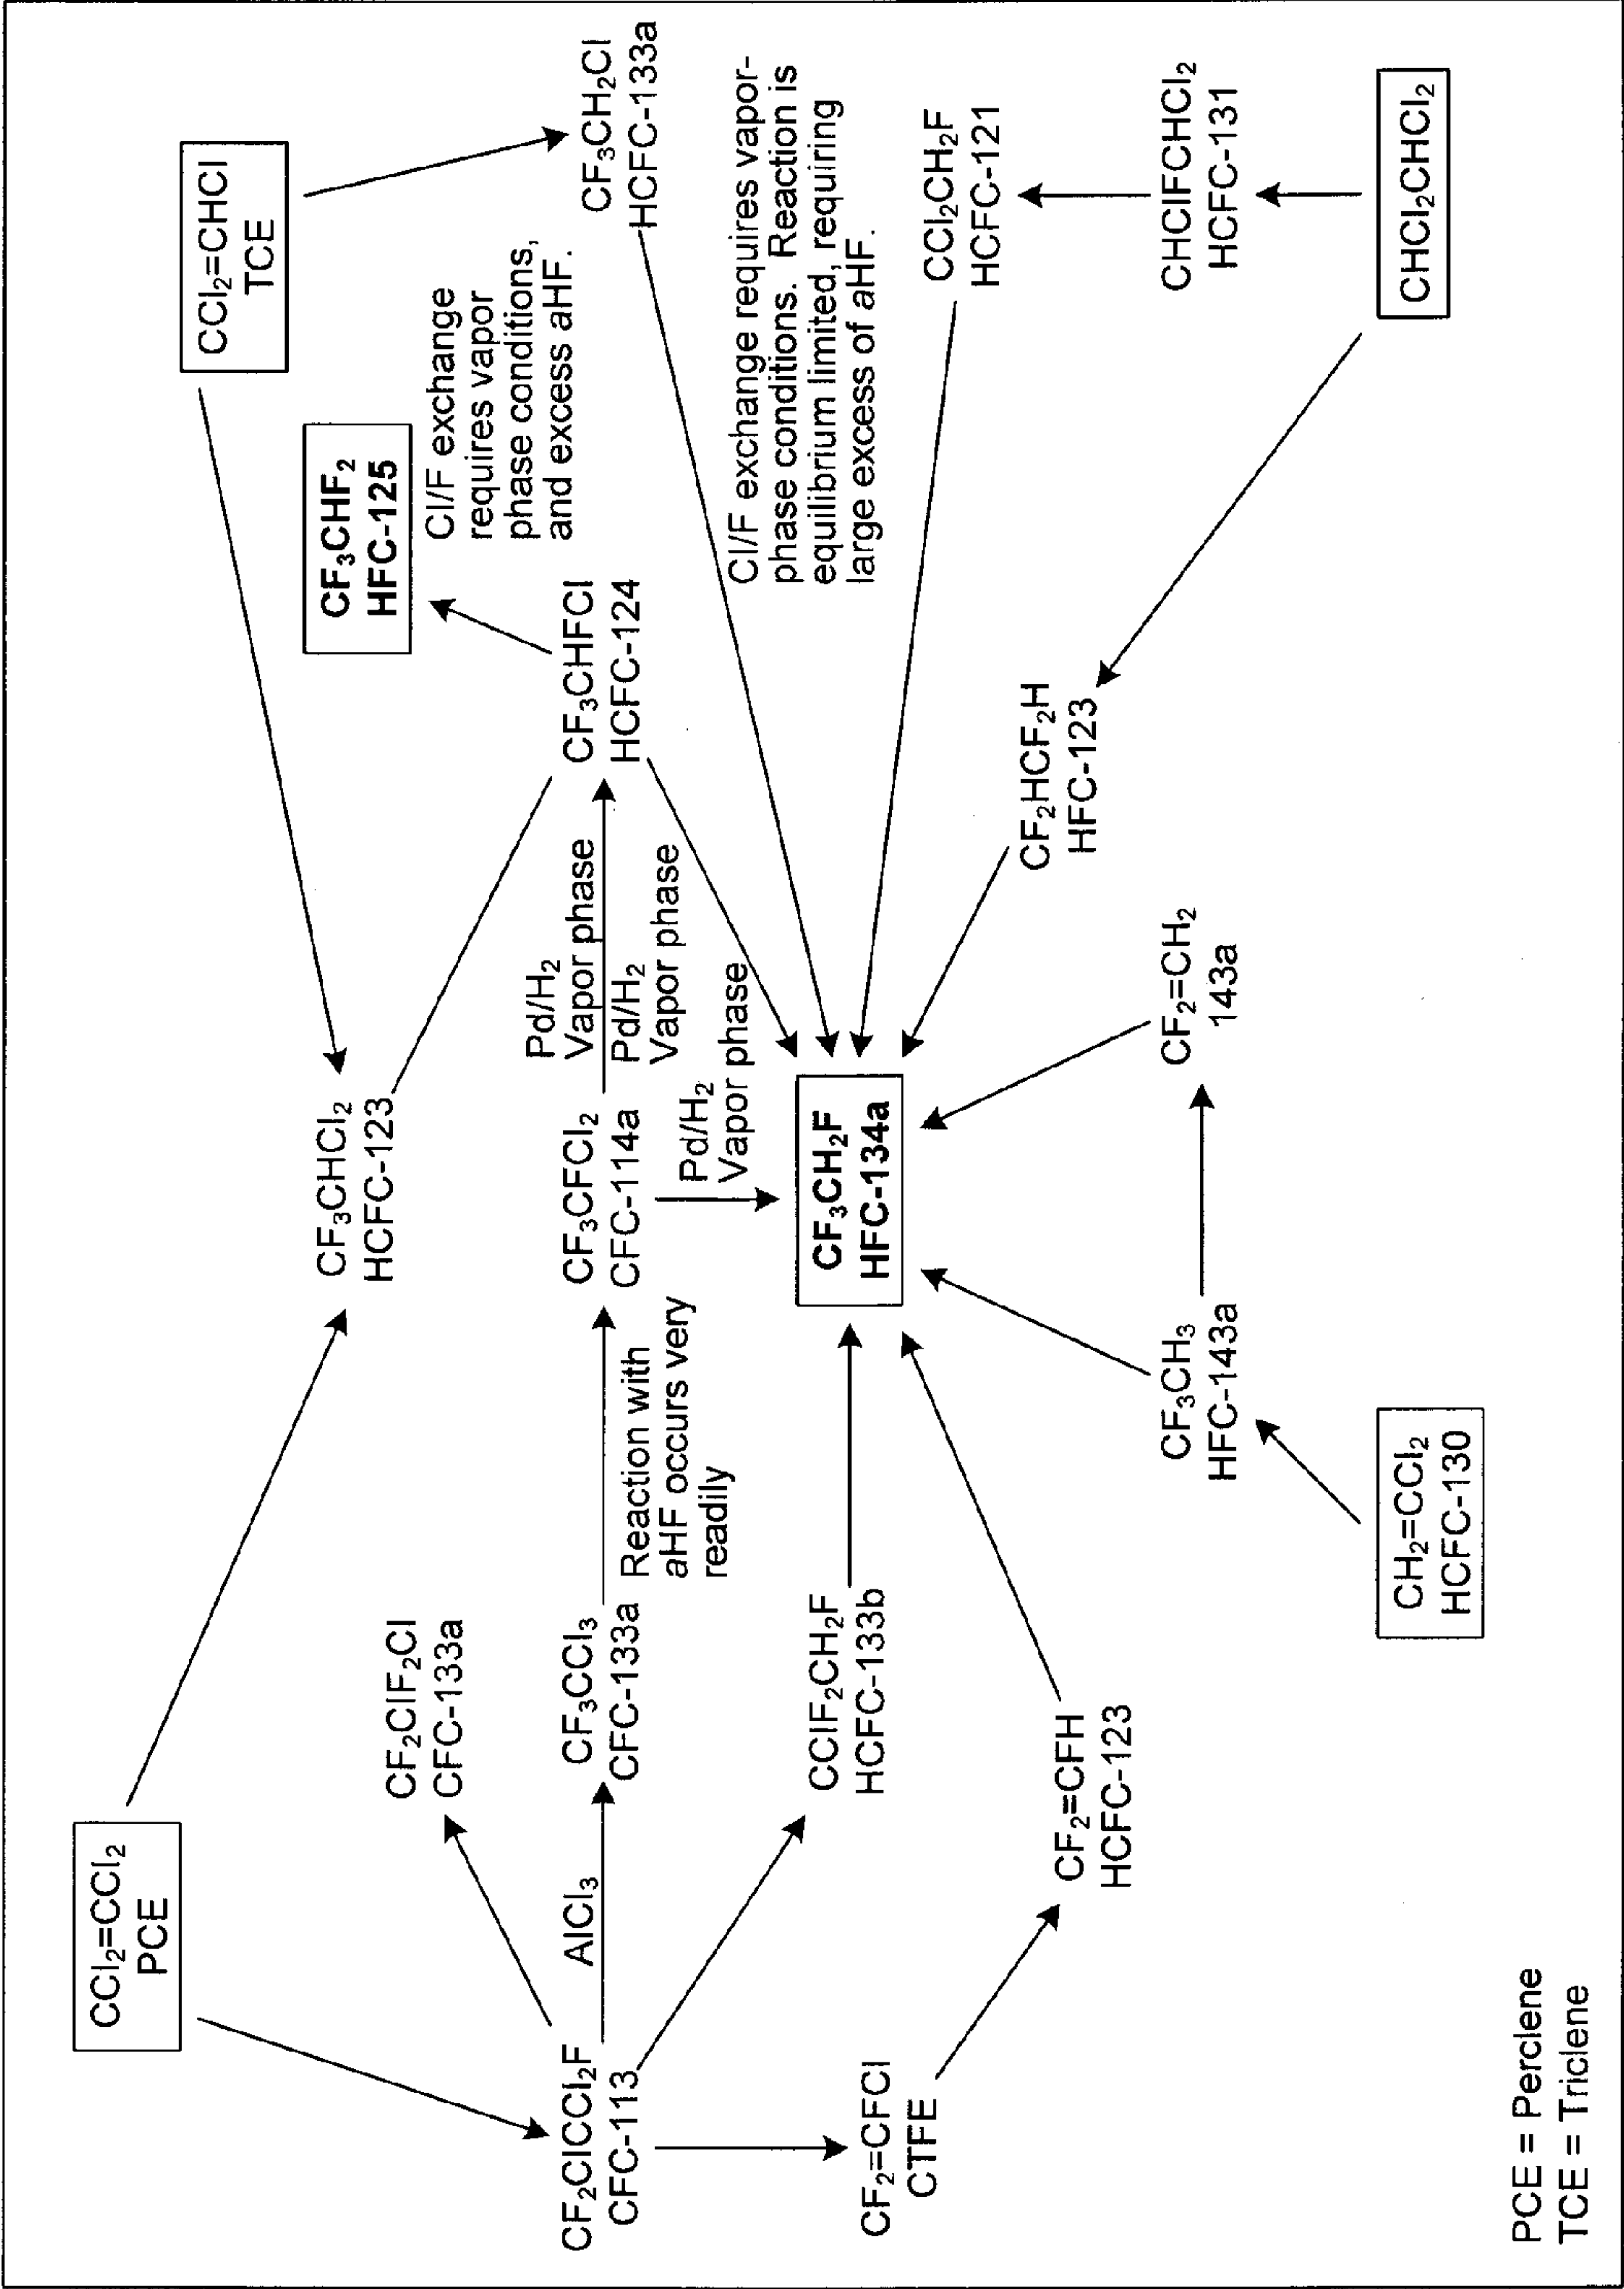 CCl₂=CCl₂
PCE
CCl₂=CHCl
TCE
CF₃CHCl₂
HCFC-123
CF₃CHF₂
HFC-125
Cl/F exchange
requires vapor
phase conditions,
and excess aHF.
CF₂ClF₂Cl
CFC-133a
CF₂ClCCl₂F
CFC-113
AlCl₃
CF₃CCl₃
CFC-133a
Reaction with
aHF occurs very
readily
CF₃CFCl₂
CFC-114a
Pd/H₂
Vapor phase
Pd/H₂
Vapor phase
Pd/H₂
Vapor phase
CF₃CHFCl
HCFC-124
CF₃CH₂Cl
HCFC-133a
Cl/F exchange requires vapor-
phase conditions. Reaction is
equilibrium limited, requiring
large excess of aHF.
CF₂=CFCl
CTFE
CClF₂CH₂F
HCFC-133b
CF₃CH₂F
HFC-134a
CCl₂CH₂F
HCFC-121
CF₂=CFH
HCFC-123
CF₂HCF₂H
HFC-123
CF₃CH₃
HFC-143a
CF₂=CH₂
143a
CHClFCHCl₂
HCFC-131
CH₂=CCl₂
HCFC-130
CHCl₂CHCl₂
PCE = Perclene
TCE = Triclene